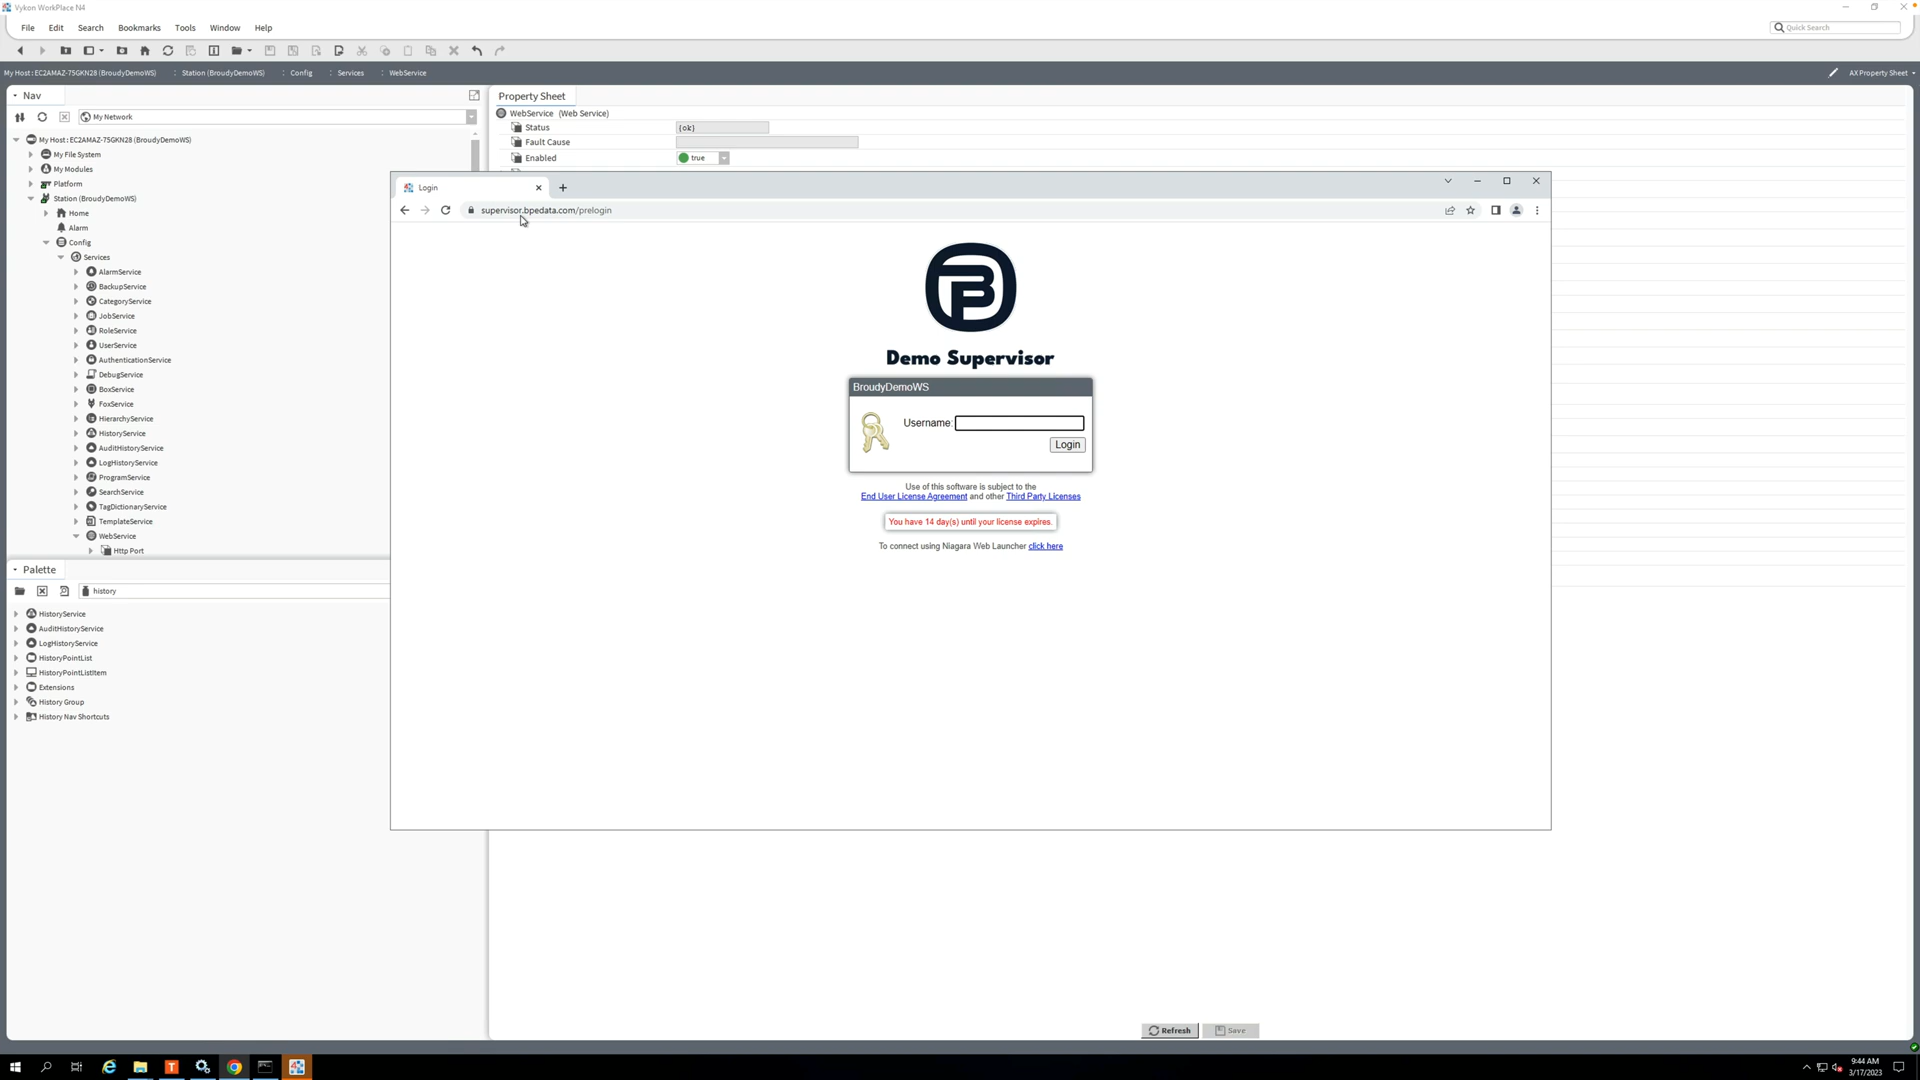 Vykon WorkPlace N4
File Edit Search Bookmarks Tools Window Help
Quick Search
My Host : EC2AMAZ-75GKN28 (BroudyDemoWS) : Station (BroudyDemoWS) : Config : Services : WebService
AX Property Sheet
Nav
My Network
My Host : EC2AMAZ-75GKN28 (BroudyDemoWS)
My File System
My Modules
Platform
Station (BroudyDemoWS)
Home
Alarm
Config
Services
AlarmService
BackupService
CategoryService
JobService
RoleService
UserService
AuthenticationService
DebugService
BoxService
FoxService
HierarchyService
HistoryService
AuditHistoryService
LogHistoryService
ProgramService
SearchService
TagDictionaryService
TemplateService
WebService
Http Port
Palette
history
HistoryService
AuditHistoryService
LogHistoryService
HistoryPointList
HistoryPointListItem
Extensions
History Group
History Nav Shortcuts
Property Sheet
WebService (Web Service)
Status {ok}
Fault Cause
Enabled true
Login
supervisor.bpedata.com/prelogin
Demo Supervisor
BroudyDemoWS
Username:
Login
Use of this software is subject to the
End User License Agreement and other Third Party Licenses
You have 14 day(s) until your license expires.
To connect using Niagara Web Launcher click here
Refresh Save
9:44 AM
3/17/2023